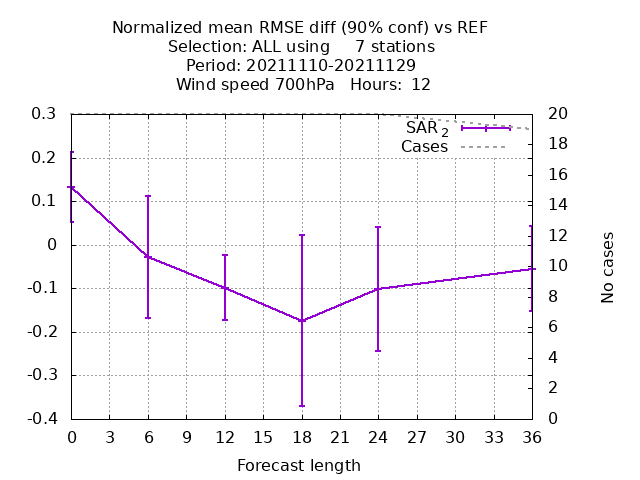 Normalized mean RMSE diff (90% conf) vs REF
Selection: ALL using 7 stations
Period: 20211110-20211129
Wind speed 700hPa Hours: 12
0.3
0.2
0.1
0
-0.1
-0.2
-0.3
-0.4
20
18
16
14
12
10
8
6
4
2
0
SAR 2
Cases
No cases
0 3 6 9 12 15 18 21 24 27 30 33 36
Forecast length